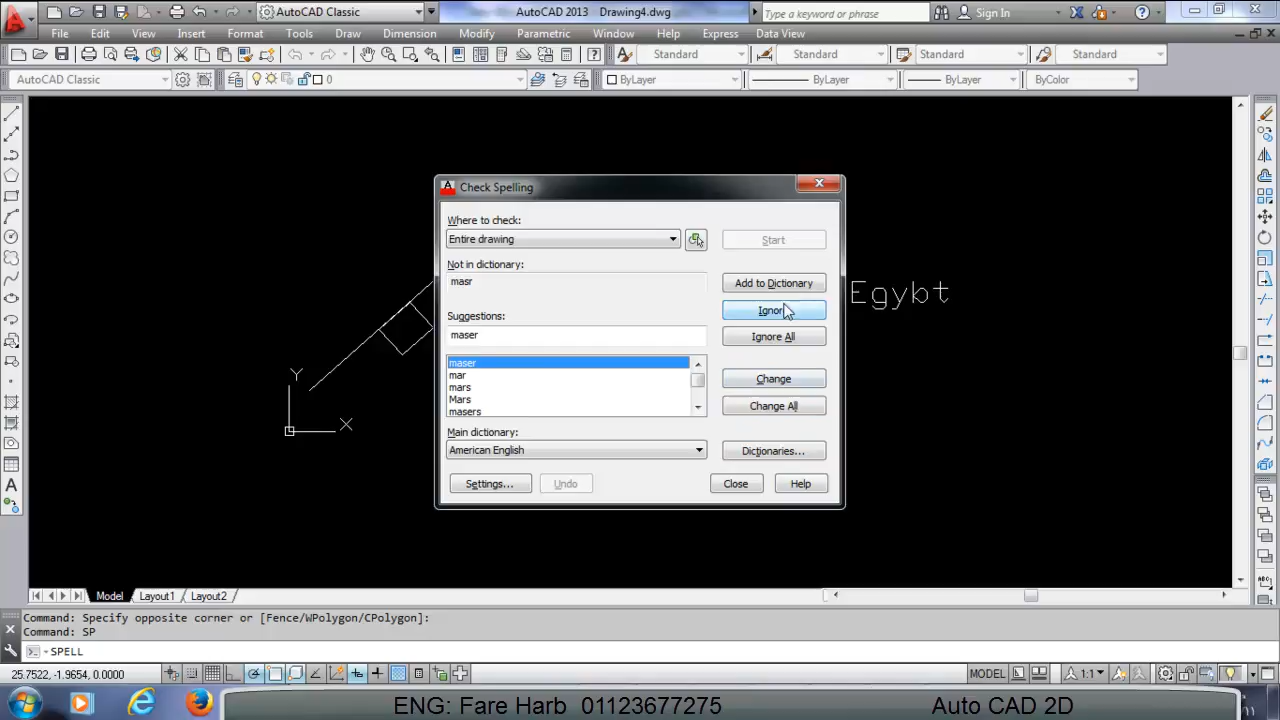 AutoCAD Classic
AutoCAD 2013 Drawing4.dwg
Type a keyword or phrase
Sign In
File Edit View Insert Format Tools Draw Dimension Modify Parametric Window Help Express Data View
Standard Standard Standard Standard
AutoCAD Classic 0 ByLayer ByLayer ByLayer ByColor
Check Spelling
Where to check:
Entire drawing Start
Not in dictionary:
masr Add to Dictionary
Ignore
Suggestions:
maser Ignore All
maser
mar Change
mars
Mars Change All
masers
Main dictionary:
American English Dictionaries...
Settings... Undo Close Help
Egybt
Y
X
Model Layout1 Layout2
Command: Specify opposite corner or [Fence/WPolygon/CPolygon]:
Command: SP
SPELL
25.7522, -1.9654, 0.0000 MODEL 1:1
ENG: Fare Harb 01123677275 Auto CAD 2D